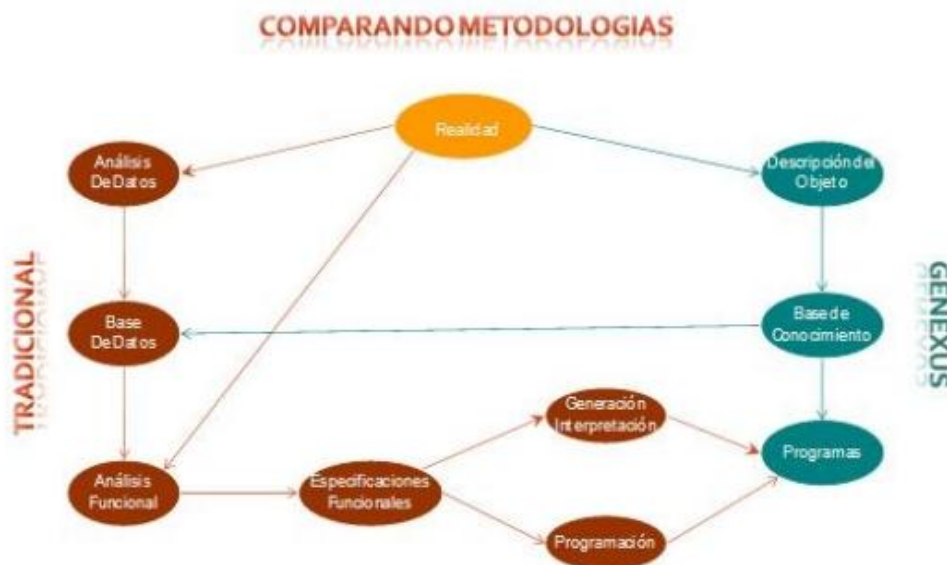 COMPARANDO METODOLOGIAS
Realidad
Análisis
De Datos
Descripción del
Objeto
TRADICIONAL
GENEXUS
Base
De Datos
Base de
Conocimiento
Generación
Interpretación
Programas
Análisis
Funcional
Especificaciones
Funcionales
Programación